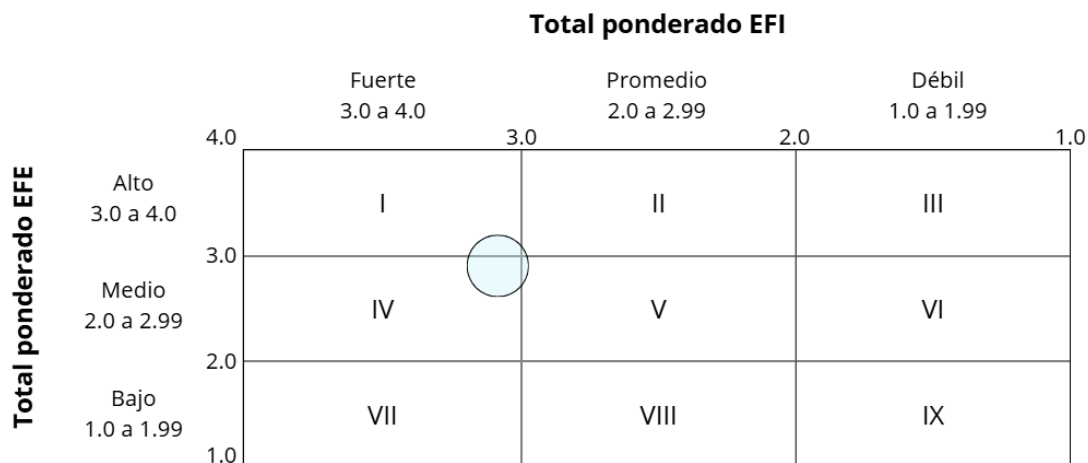 Total ponderado EFI
Fuerte
3.0 a 4.0
Promedio
2.0 a 2.99
Débil
1.0 a 1.99
4.0
3.0
2.0
1.0
Total ponderado EFE
Alto
3.0 a 4.0
I
II
III
3.0
Medio
2.0 a 2.99
IV
V
VI
2.0
Bajo
1.0 a 1.99
VII
VIII
IX
1.0